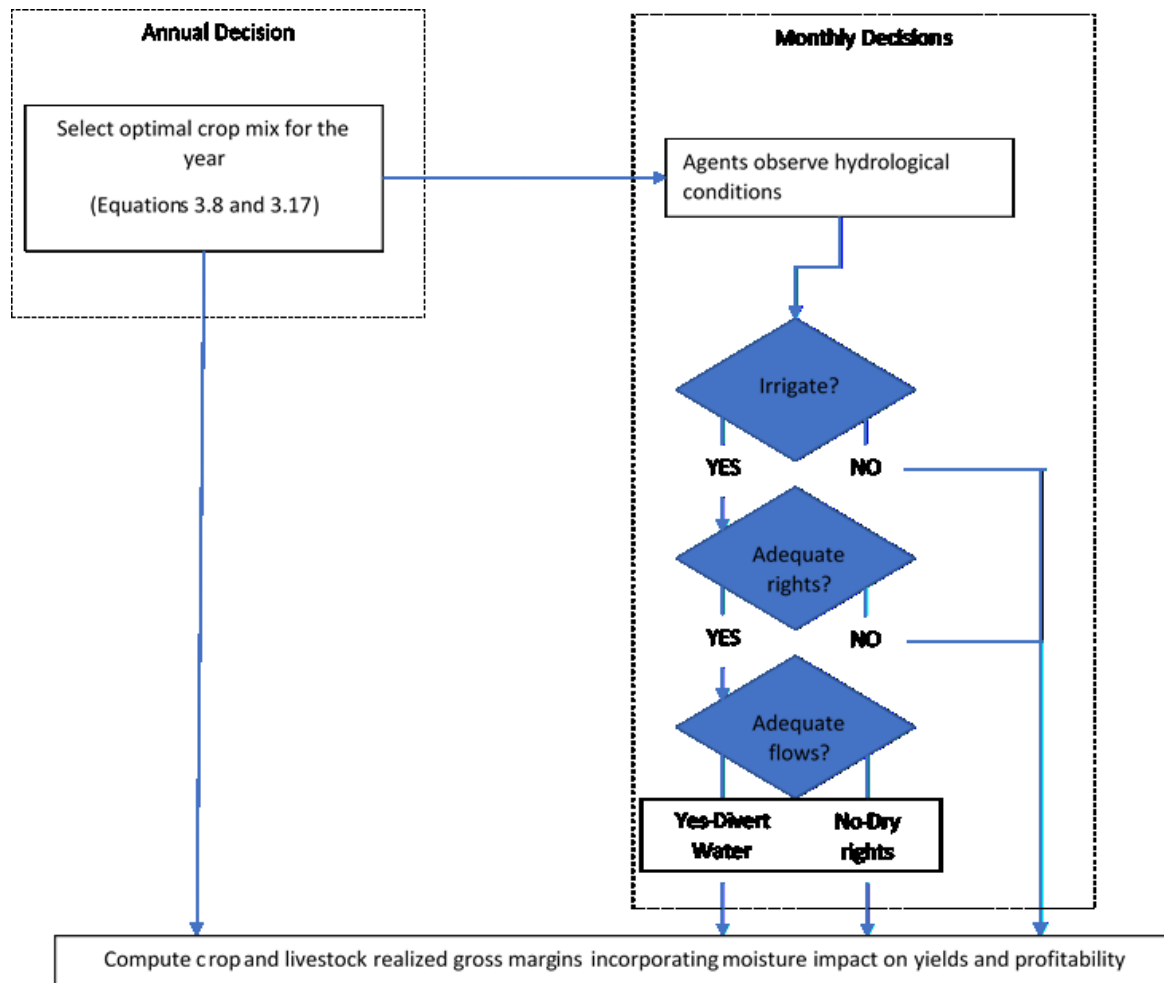 Annual Decision
Select optimal crop mix for the
year
(Equations 3.8 and 3.17)
Monthly Decisions
Agents observe hydrological
conditions
Irrigate?
YES NO
Adequate
rights?
YES NO
Adequate
flows?
Yes-Divert
Water
No-Dry
rights
Compute crop and livestock realized gross margins incorporating moisture impact on yields and profitability